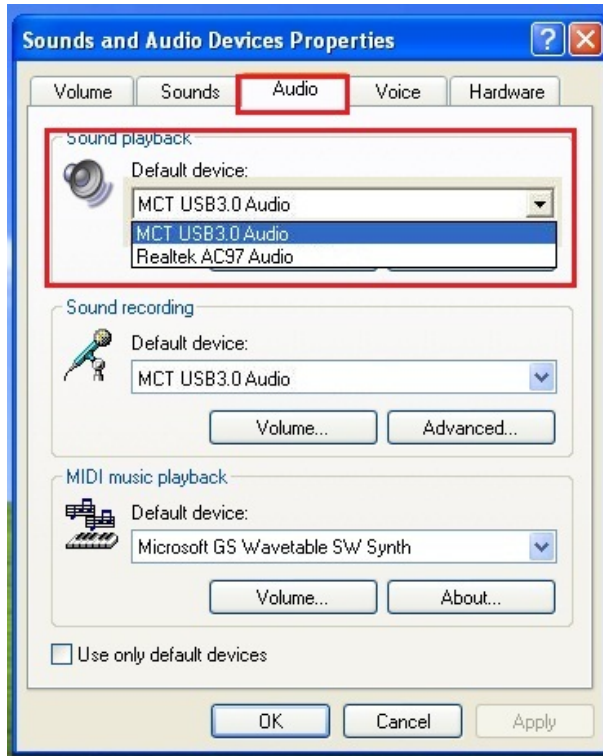 Sounds and Audio Devices Properties
Volume Sounds Audio Voice Hardware
Sound playback
Default device:
MCT USB3.0 Audio
MCT USB3.0 Audio
Realtek AC97 Audio
Sound recording
Default device:
MCT USB3.0 Audio
Volume... Advanced...
MIDI music playback
Default device:
Microsoft GS Wavetable SW Synth
Volume... About...
Use only default devices
OK Cancel Apply